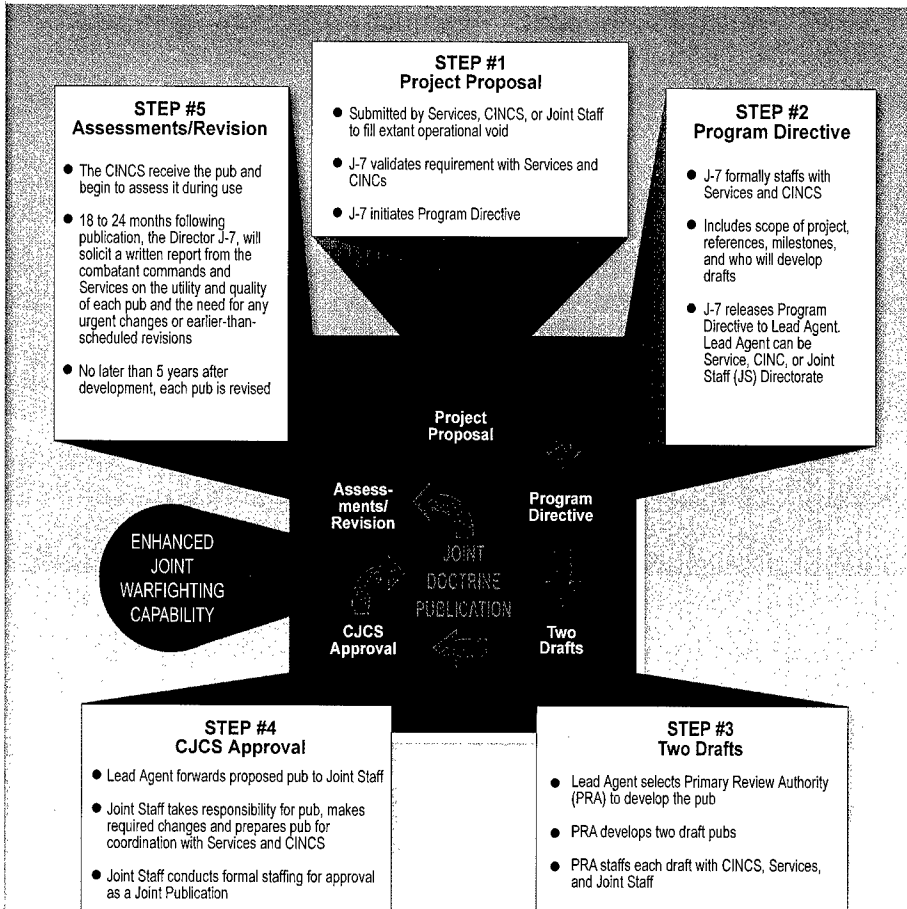 STEP #1
Project Proposal
● Submitted by Services, CINCS, or Joint Staff
to fill extant operational void
● J-7 validates requirement with Services and
CINCs
● J-7 initiates Program Directive
STEP #2
Program Directive
● J-7 formally staffs with
Services and CINCS
● Includes scope of project,
references, milestones,
and who will develop
drafts
● J-7 releases Program
Directive to Lead Agent.
Lead Agent can be
Service, CINC, or Joint
Staff (JS) Directorate
STEP #3
Two Drafts
● Lead Agent selects Primary Review Authority
(PRA) to develop the pub
● PRA develops two draft pubs
● PRA staffs each draft with CINCS, Services,
and Joint Staff
STEP #4
CJCS Approval
● Lead Agent forwards proposed pub to Joint Staff
● Joint Staff takes responsibility for pub, makes
required changes and prepares pub for
coordination with Services and CINCS
● Joint Staff conducts formal staffing for approval
as a Joint Publication
STEP #5
Assessments/Revision
● The CINCS receive the pub and
begin to assess it during use
● 18 to 24 months following
publication, the Director J-7, will
solicit a written report from the
combatant commands and
Services on the utility and quality
of each pub and the need for any
urgent changes or earlier-than-
scheduled revisions
● No later than 5 years after
development, each pub is revised
Project
Proposal
Program
Directive
Two
Drafts
CJCS
Approval
Assess-
ments/
Revision
JOINT
DOCTRINE
PUBLICATION
ENHANCED
JOINT
WARFIGHTING
CAPABILITY